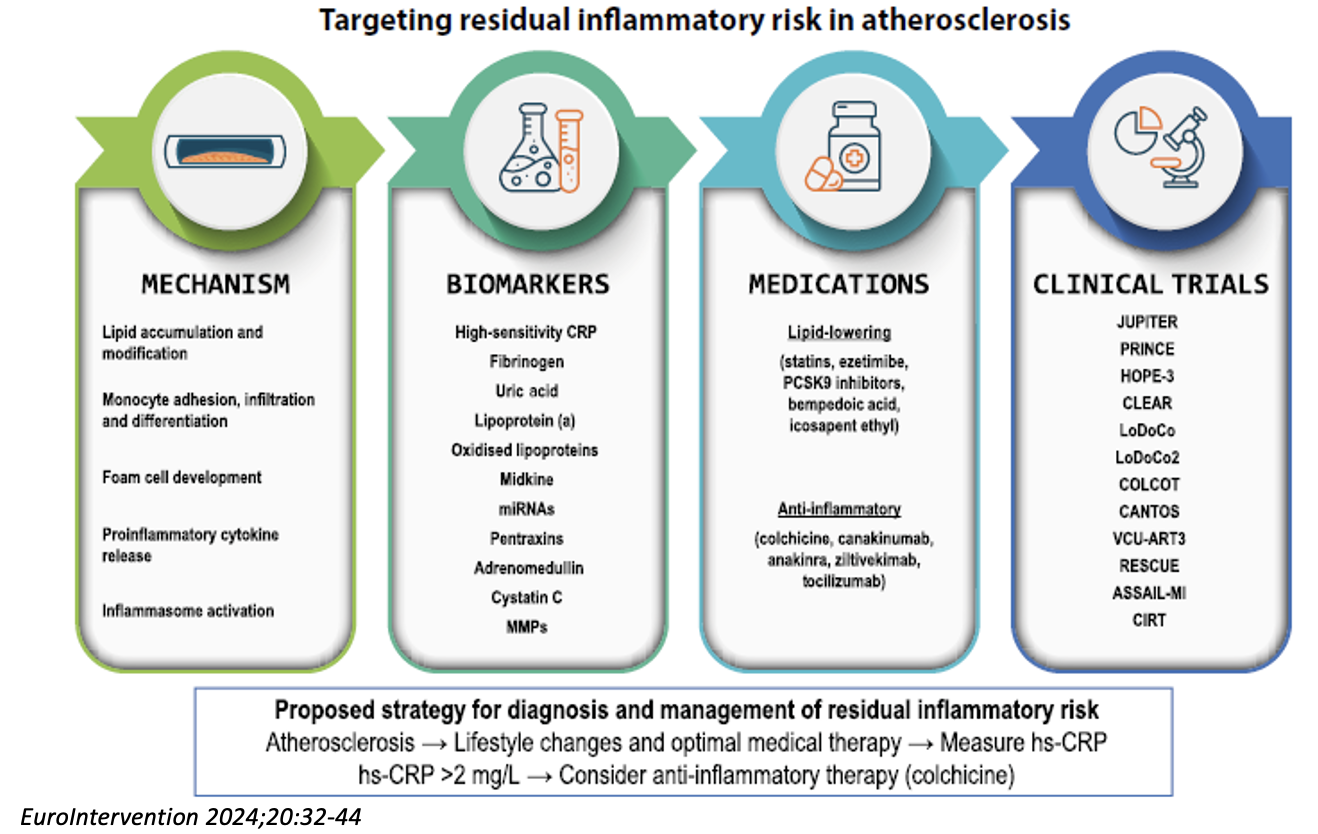 Targeting residual inflammatory risk in atherosclerosis
MECHANISM
Lipid accumulation and
modification
Monocyte adhesion, infiltration
and differentiation
Foam cell development
Proinflammatory cytokine
release
Inflammasome activation
BIOMARKERS
High-sensitivity CRP
Fibrinogen
Uric acid
Lipoprotein (a)
Oxidised lipoproteins
Midkine
miRNAs
Pentraxins
Adrenomedullin
Cystatin C
MMPs
MEDICATIONS
Lipid-lowering
(statins, ezetimibe,
PCSK9 inhibitors,
bempedoic acid,
icosapent ethyl)
Anti-inflammatory
(colchicine, canakinumab,
anakinra, ziltivekimab,
tocilizumab)
CLINICAL TRIALS
JUPITER
PRINCE
HOPE-3
CLEAR
LoDoCo
LoDoCo2
COLCOT
CANTOS
VCU-ART3
RESCUE
ASSAIL-MI
CIRT
Proposed strategy for diagnosis and management of residual inflammatory risk
Atherosclerosis → Lifestyle changes and optimal medical therapy → Measure hs-CRP
hs-CRP >2 mg/L → Consider anti-inflammatory therapy (colchicine)
EuroIntervention 2024;20:32-44